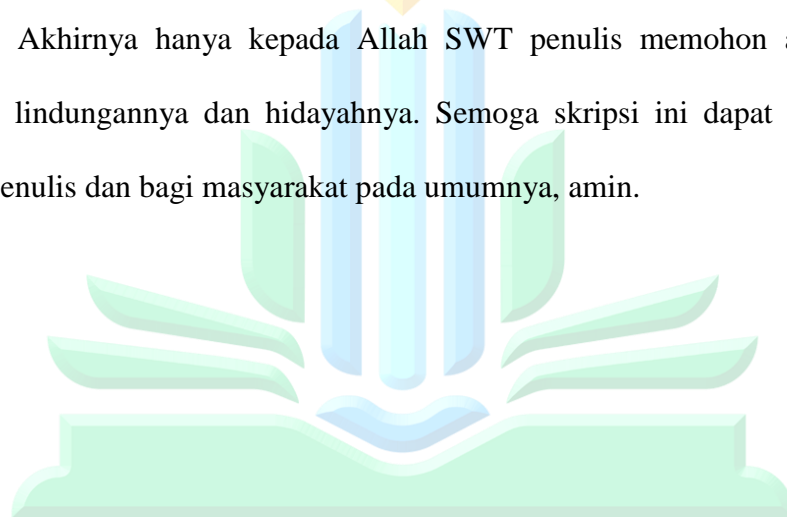 Akhirnya hanya kepada Allah SWT penulis memohon
lindungannya dan hidayahnya. Semoga skripsi ini dapat
enulis dan bagi masyarakat pada umumnya, amin.